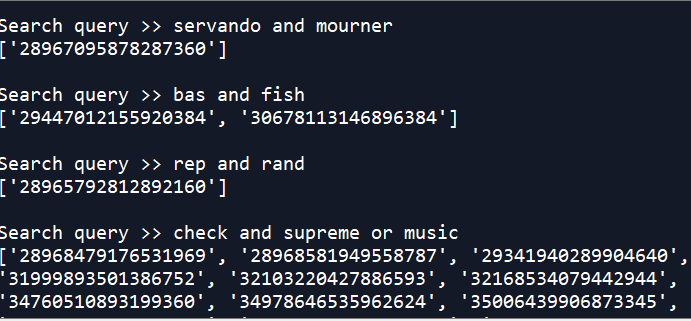 Search query >> servando and mourner
['28967095878287360']
Search query >> bas and fish
['29447012155920384', '30678113146896384']
Search query >> rep and rand
['28965792812892160']
Search query >> check and supreme or music
['28968479176531969', '28968581949558787', '29341940289904640',
'31999893501386752', '32103220427886593', '32168534079442944',
'34760510893199360', '34978646535962624', '35006439906873345',